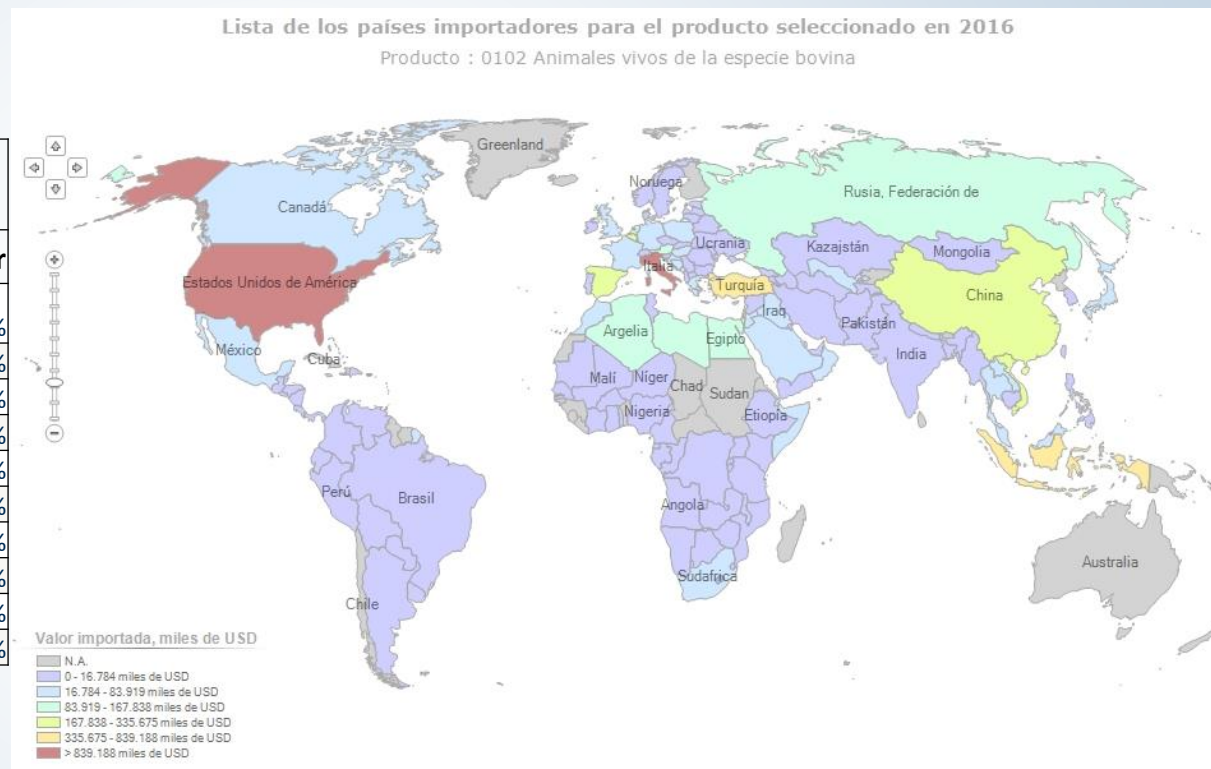 Lista de los países importadores para el producto seleccionado en 2016
Producto : 0102 Animales vivos de la especie bovina
Greenland
Noruega
Rusia, Federación de
Canadá
Ucrania
Kazajstán
Mongolia
Italia
Estados Unidos de América
Turquía
China
Iraq
Argelia
Egipto
Pakistán
México
Cuba
India
Malí
Níger
Chad
Sudan
Nigeria
Etiopía
Perú
Brasil
Angola
Australia
Sudafrica
Chile
r
%
%
%
%
%
%
%
%
%
%
Valor importada, miles de USD
N.A.
0 - 16.784 miles de USD
16.784 - 83.919 miles de USD
83.919 - 167.838 miles de USD
167.838 - 335.675 miles de USD
335.675 - 839.188 miles de USD
> 839.188 miles de USD